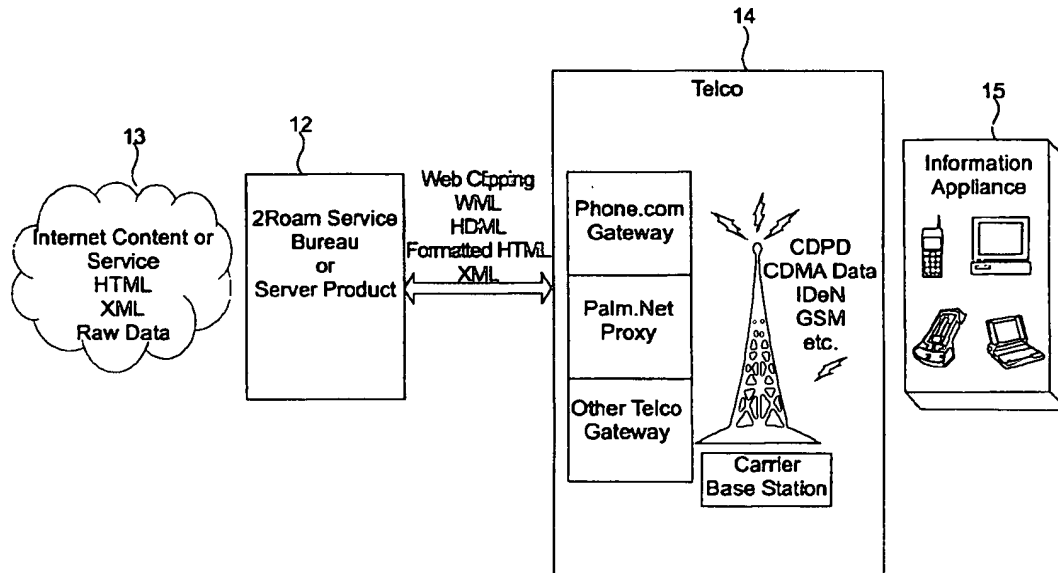 14
Telco
13
12
15
Internet Content or
Service
HTML
XML
Raw Data
2Roam Service
Bureau
or
Server Product
Web Clipping
WML
HDML
Formatted HTML
XML
Phone.com
Gateway
Palm.Net
Proxy
Other Telco
Gateway
CDPD
CDMA Data
IDeN
GSM
etc.
Carrier
Base Station
Information
Appliance